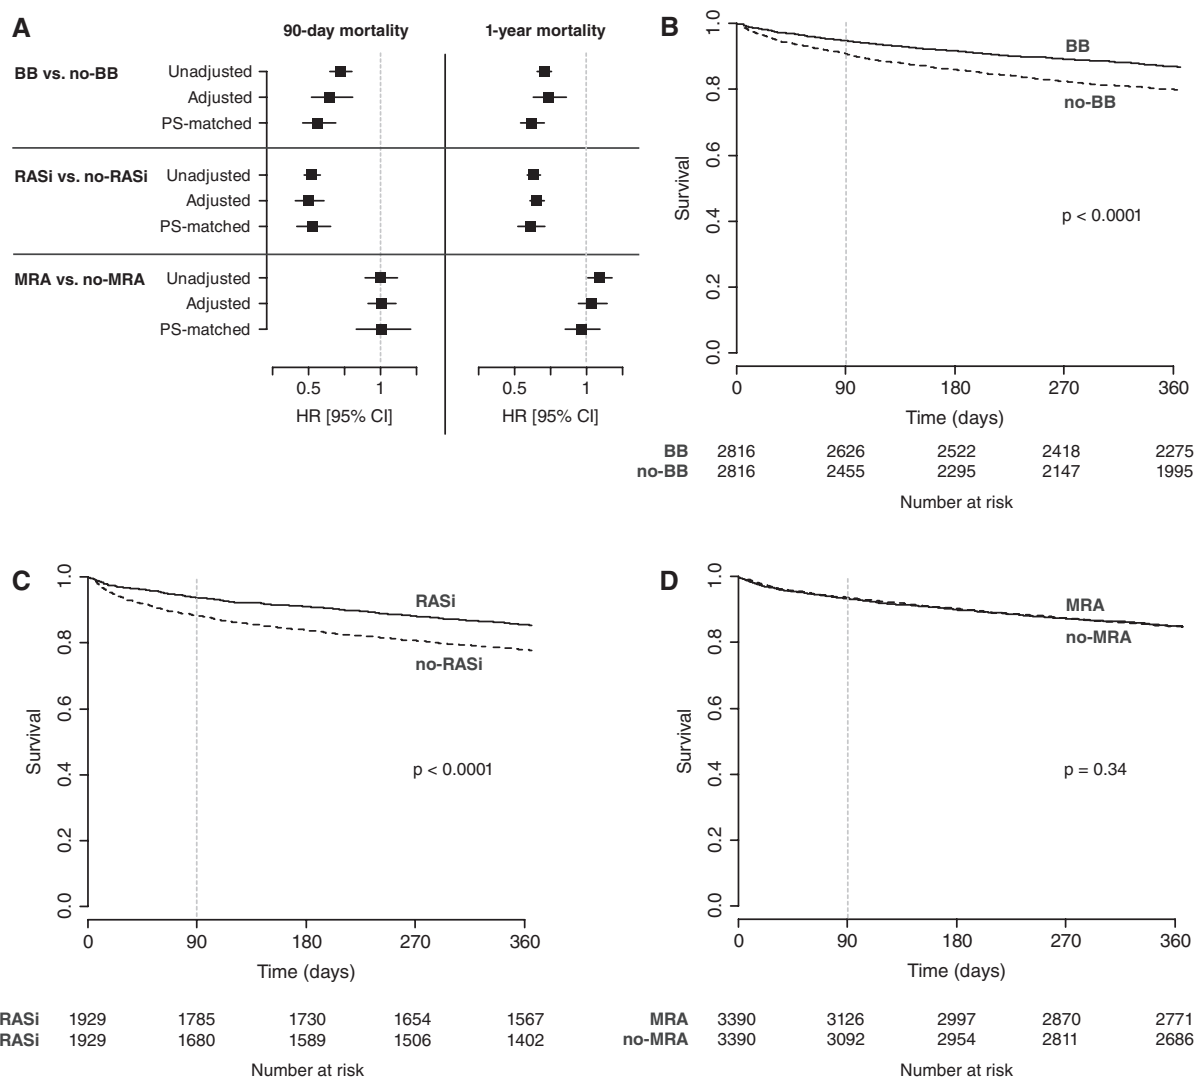 A
90-day mortality
1-year mortality
BB vs. no-BB
Unadjusted
Adjusted
PS-matched
RASi vs. no-RASi
Unadjusted
Adjusted
PS-matched
MRA vs. no-MRA
Unadjusted
Adjusted
PS-matched
0.5 1
HR [95% CI]
0.5 1
HR [95% CI]
B
Survival
1.0
0.8
0.6
0.4
0.2
0.0
BB
no-BB
p < 0.0001
0 90 180 270 360
Time (days)
BB 2816 2626 2522 2418 2275
no-BB 2816 2455 2295 2147 1995
Number at risk
C
Survival
1.0
0.8
0.6
0.4
0.2
0.0
RASi
no-RASi
p < 0.0001
0 90 180 270 360
Time (days)
RASi 1929 1785 1730 1654 1567
RASi 1929 1680 1589 1506 1402
Number at risk
D
Survival
1.0
0.8
0.6
0.4
0.2
0.0
MRA
no-MRA
p = 0.34
0 90 180 270 360
Time (days)
MRA 3390 3126 2997 2870 2771
no-MRA 3390 3092 2954 2811 2686
Number at risk